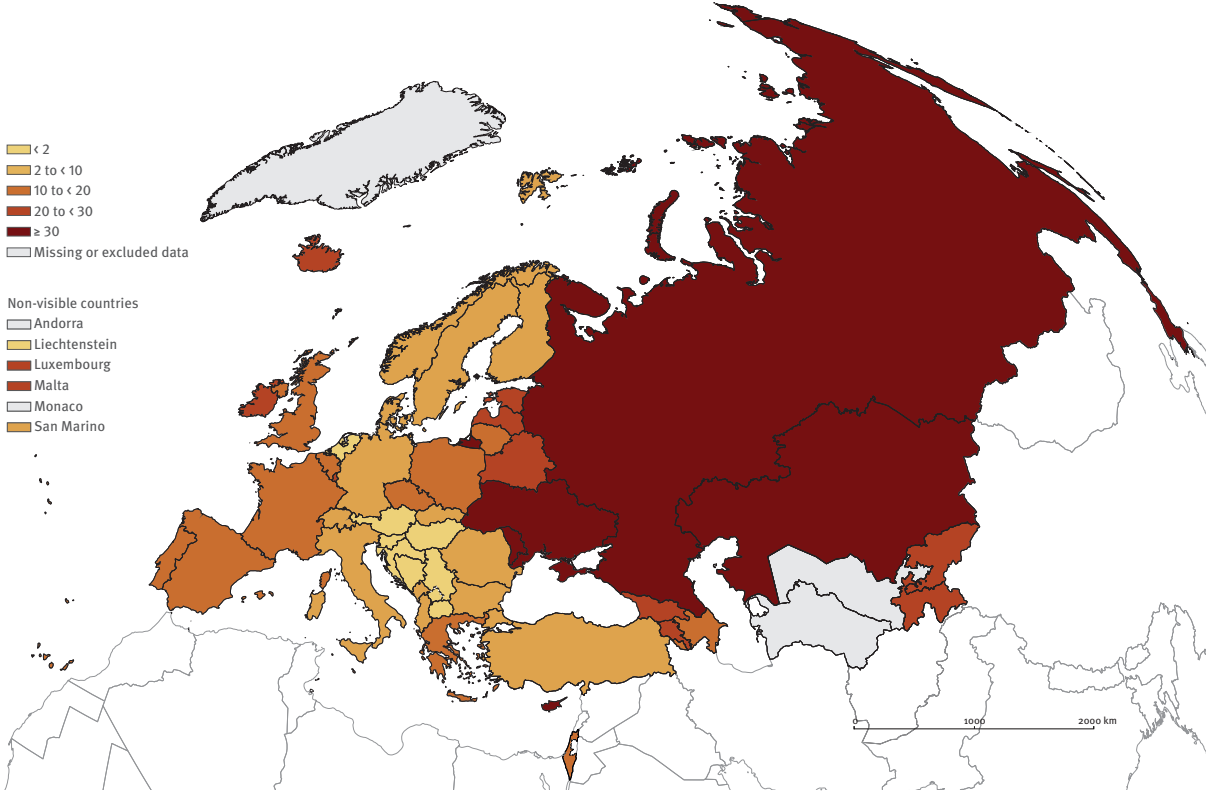 < 2
2 to < 10
10 to < 20
20 to < 30
≥ 30
Missing or excluded data
Non-visible countries
Andorra
Liechtenstein
Luxembourg
Malta
Monaco
San Marino
0 1000 2000 km